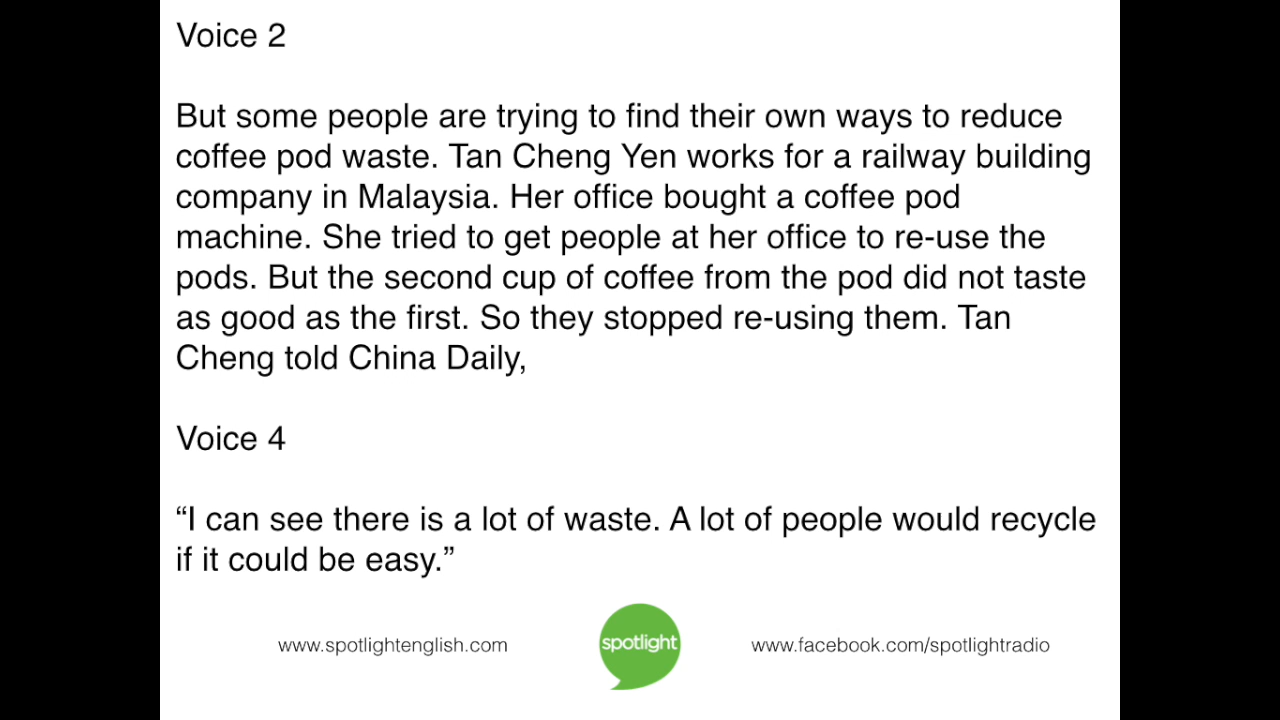 Voice 2
But some people are trying to find their own ways to reduce
coffee pod waste. Tan Cheng Yen works for a railway building
company in Malaysia. Her office bought a coffee pod
machine. She tried to get people at her office to re-use the
pods. But the second cup of coffee from the pod did not taste
as good as the first. So they stopped re-using them. Tan
Cheng told China Daily,
Voice 4
“I can see there is a lot of waste. A lot of people would recycle
if it could be easy.”
www.spotlightenglish.com
spotlight
www.facebook.com/spotlightradio